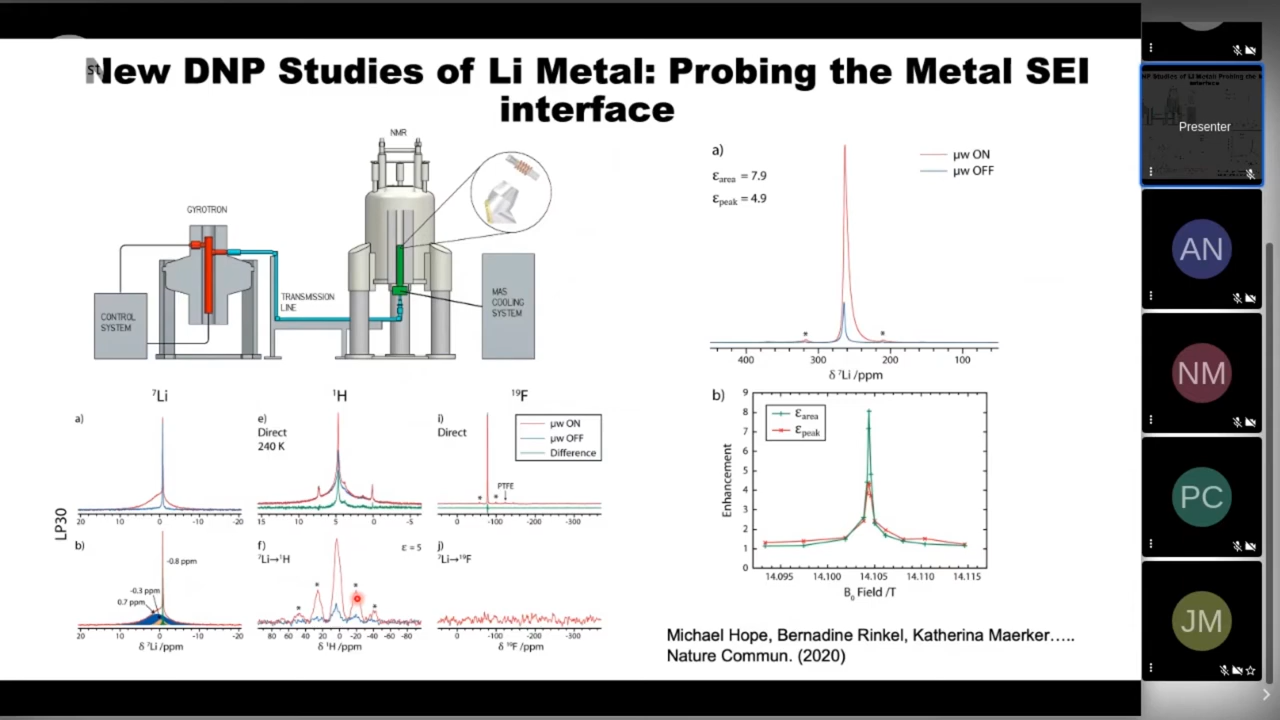 New DNP Studies of Li Metal: Probing the Metal SEI
interface
NMR
GYROTRON
TRANSMISSION
LINE
CONTROL
SYSTEM
MAS
COOLING
SYSTEM
a)
εarea = 7.9
εpeak = 4.9
μw ON
μw OFF
*
*
400 300 200 100
δ ⁷Li /ppm
b)
εarea
εpeak
Enhancement
9
8
7
6
5
4
3
2
1
0
14.095 14.100 14.105 14.110 14.115
B₀ Field /T
⁷Li
¹H
¹⁹F
LP30
a)
20 10 0 -10 -20
e)
Direct
240 K
15 10 5 0 -5
i)
Direct
μw ON
μw OFF
Difference
PTFE
* *
0 -100 -200 -300
b)
-0.8 ppm
-0.3 ppm
0.7 ppm
20 10 0 -10 -20
δ ⁷Li /ppm
f)
⁷Li→¹H
ε = 5
* * * *
80 60 40 20 0 -20 -40 -60 -80
δ ¹H /ppm
j)
⁷Li→¹⁹F
0 -100 -200 -300
δ ¹⁹F /ppm
Michael Hope, Bernadine Rinkel, Katherina Maerker…..
Nature Commun. (2020)
Presenter
AN
NM
PC
JM